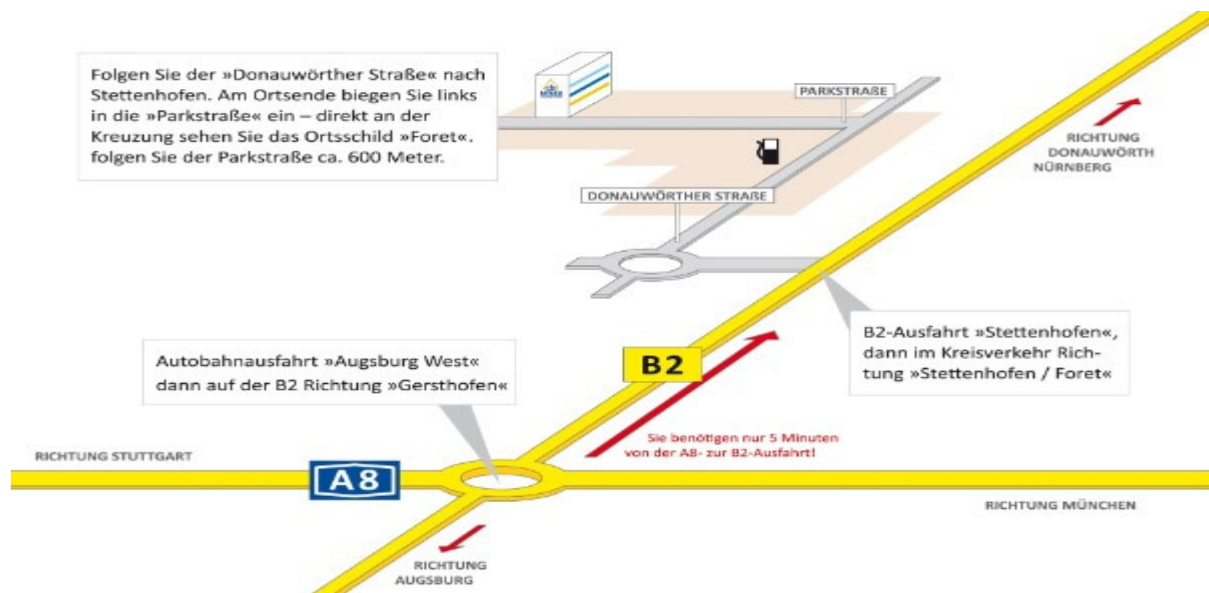 Folgen Sie der »Donauwörther Straße« nach
Stettenhofen. Am Ortsende biegen Sie links
in die »Parkstraße« ein – direkt an der
Kreuzung sehen Sie das Ortsschild »Foret«.
folgen Sie der Parkstraße ca. 600 Meter.
PARKSTRAßE
RICHTUNG
DONAUWÖRTH
NÜRNBERG
DONAUWÖRTHER STRAßE
B2-Ausfahrt »Stettenhofen«,
dann im Kreisverkehr Rich-
tung »Stettenhofen / Foret«
Autobahnausfahrt »Augsburg West«
dann auf der B2 Richtung »Gersthofen«
B2
Sie benötigen nur 5 Minuten
von der A8- zur B2-Ausfahrt!
RICHTUNG STUTTGART
A8
RICHTUNG MÜNCHEN
RICHTUNG
AUGSBURG